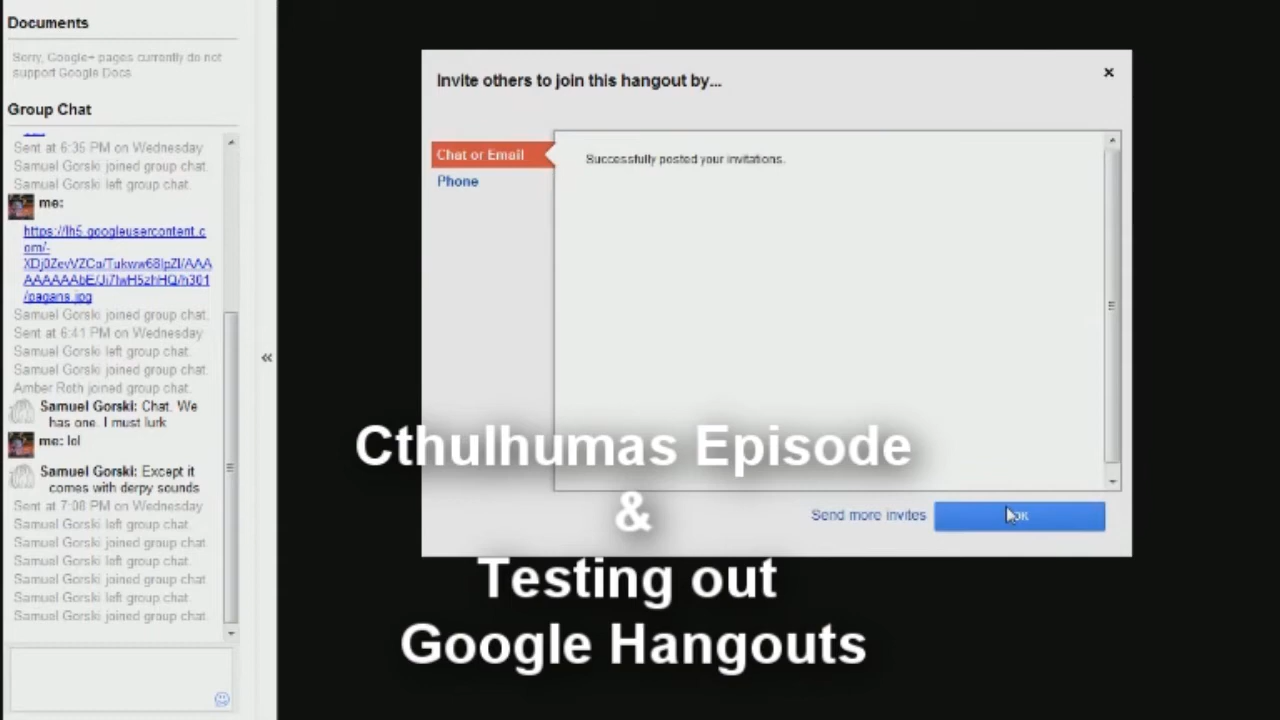 Documents
Sorry, Google+ pages currently do not
support Google Docs.
Group Chat
Sent at 6:35 PM on Wednesday
Samuel Gorski joined group chat.
Samuel Gorski left group chat.
me:
https://lh5.googleusercontent.c
om/-
/pagans.jpg
Samuel Gorski joined group chat.
Sent at 6:41 PM on Wednesday
Samuel Gorski left group chat.
Samuel Gorski joined group chat.
Amber Roth joined group chat.
Samuel Gorski: Chat. We
has one. I must lurk
me: lol
Samuel Gorski: Except it
comes with derpy sounds
Sent at 7:08 PM on Wednesday
Samuel Gorski left group chat.
Samuel Gorski joined group chat.
Samuel Gorski left group chat.
Samuel Gorski joined group chat.
Samuel Gorski left group chat.
Samuel Gorski joined group chat.
«
Invite others to join this hangout by...
×
Chat or Email
Phone
Successfully posted your invitations.
Send more invites
OK
Cthulhumas Episode
&
Testing out
Google Hangouts